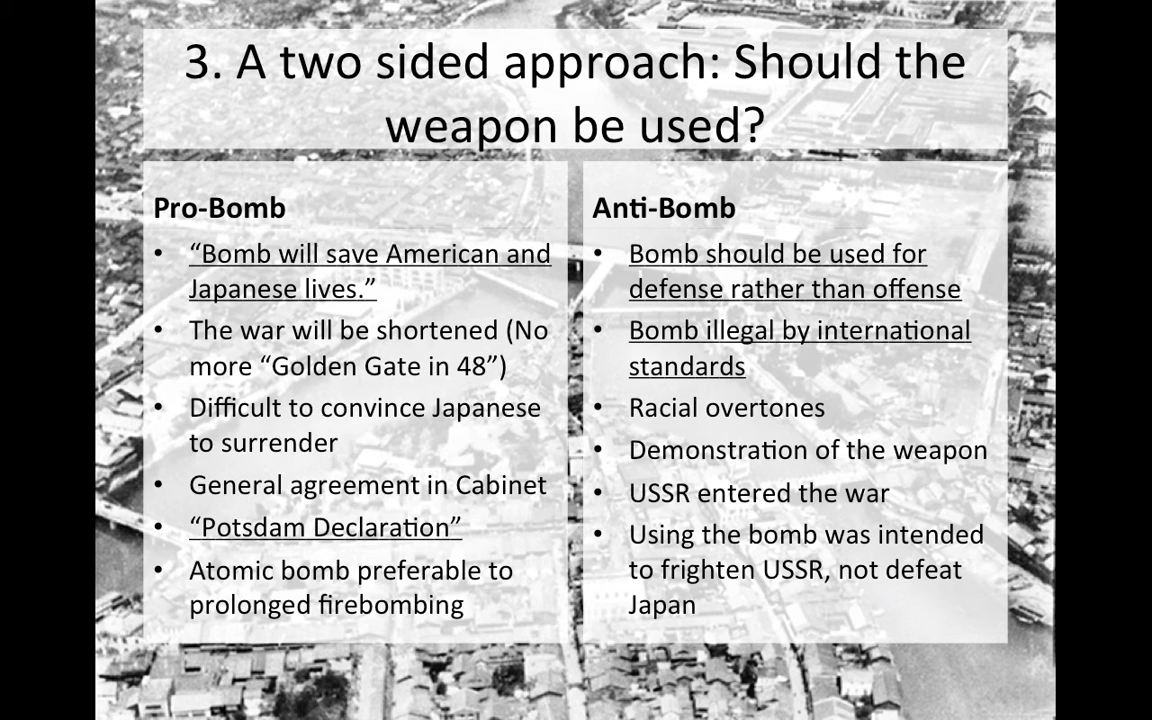 3. A two sided approach: Should the
weapon be used?
Pro-Bomb
• “Bomb will save American and
Japanese lives.”
• The war will be shortened (No
more “Golden Gate in 48”)
• Difficult to convince Japanese
to surrender
• General agreement in Cabinet
• “Potsdam Declaration”
• Atomic bomb preferable to
prolonged firebombing
Anti-Bomb
• Bomb should be used for
defense rather than offense
• Bomb illegal by international
standards
• Racial overtones
• Demonstration of the weapon
• USSR entered the war
• Using the bomb was intended
to frighten USSR, not defeat
Japan